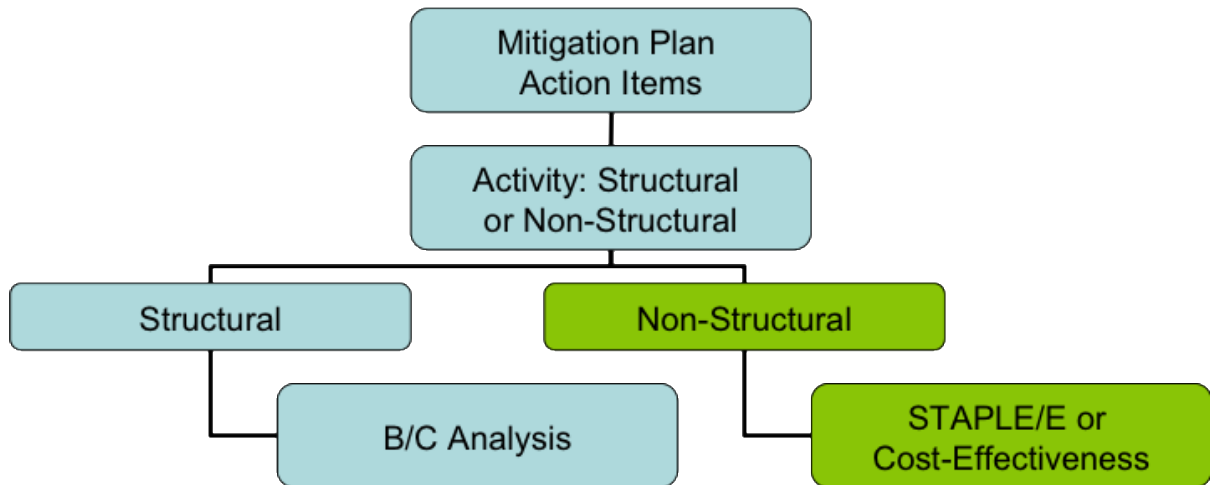 Mitigation Plan
Action Items
Activity: Structural
or Non-Structural
Structural
Non-Structural
B/C Analysis
STAPLE/E or
Cost-Effectiveness